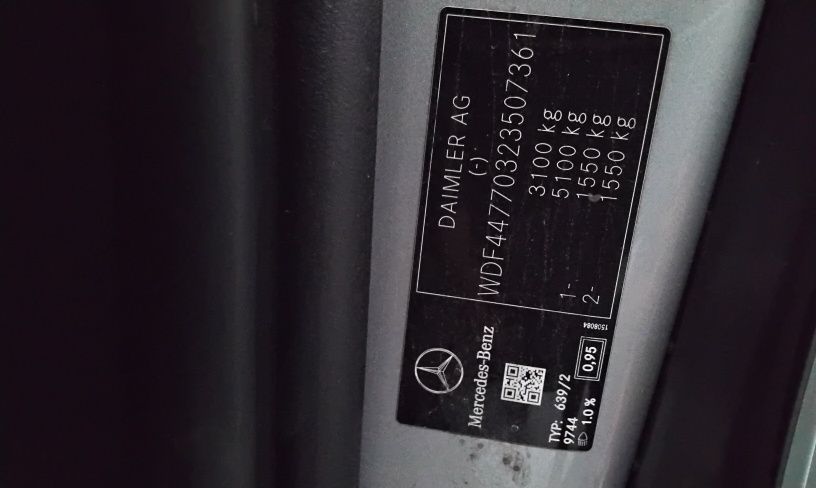 DAIMLER AG
(-)
WDF44770323507361
3100 kg
5100 kg
1- 1550 kg
2- 1550 kg
Mercedes-Benz
TYP: 639/2
9744
1.0 %
0,95
1508084